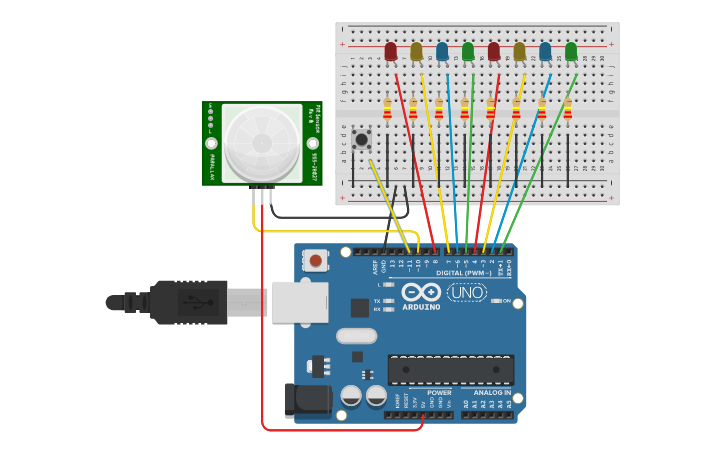 PIR Sensor
Rev B
555-28027
PARALLAX
AREF
GND
13
12
~11
~10
~9
8
7
~6
~5
4
~3
2
TX→1
RX←0
DIGITAL (PWM~)
L
TX
RX
ARDUINO
UNO
ON
POWER
ANALOG IN
IOREF
RESET
3.3V
5V
GND
GND
Vin
A0
A1
A2
A3
A4
A5